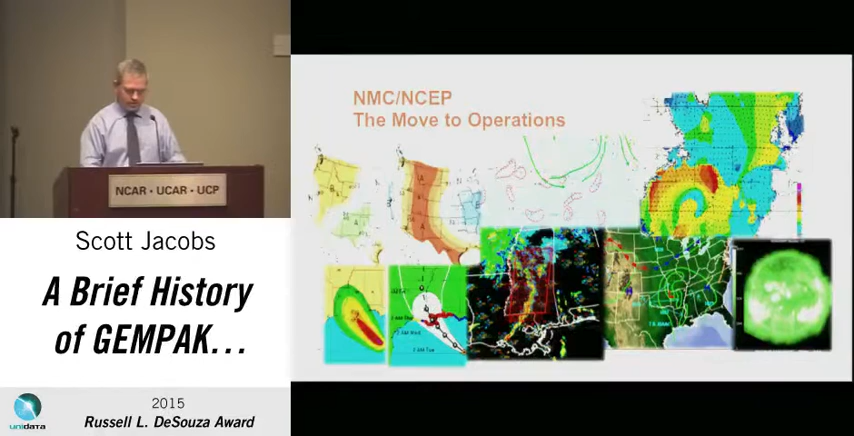 NCAR • UCAR • UCP
Scott Jacobs
A Brief History
of GEMPAK...
unidata
2015
Russell L. DeSouza Award
NMC/NCEP
The Move to Operations